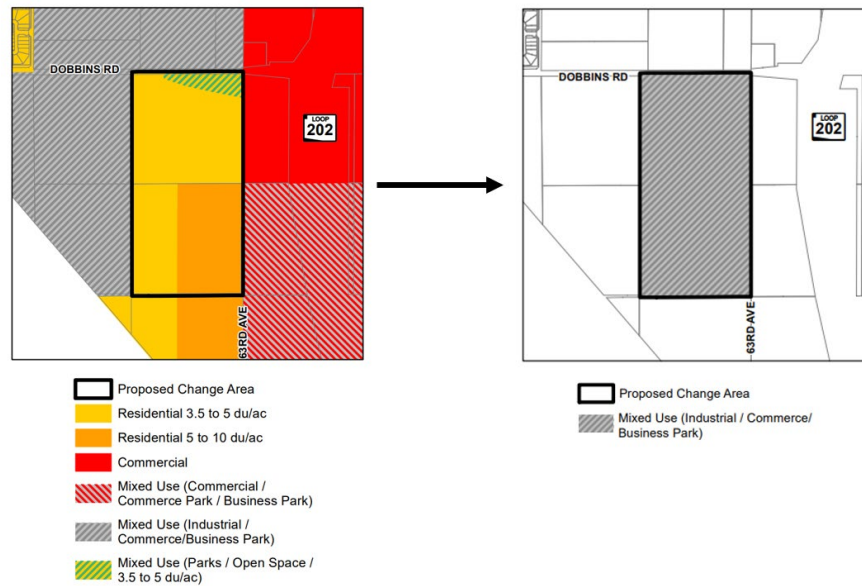 DOBBINS RD
LOOP
202
63RD AVE
Proposed Change Area
Residential 3.5 to 5 du/ac
Residential 5 to 10 du/ac
Commercial
Mixed Use (Commercial /
Commerce Park / Business Park)
Mixed Use (Industrial /
Commerce/Business Park)
Mixed Use (Parks / Open Space /
3.5 to 5 du/ac)
DOBBINS RD
LOOP
202
63RD AVE
Proposed Change Area
Mixed Use (Industrial / Commerce/
Business Park)